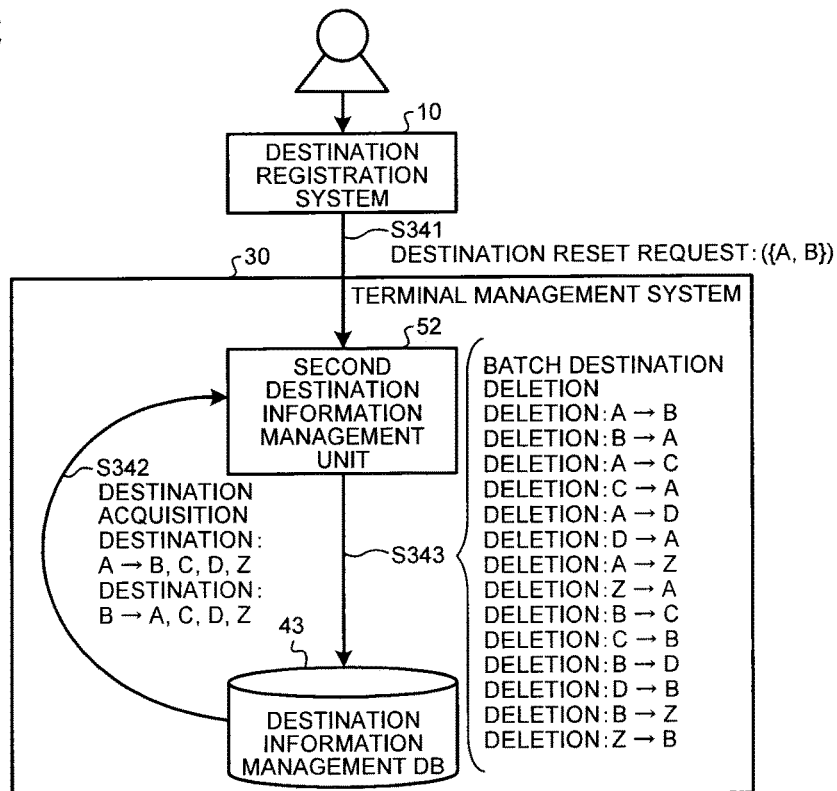 10
DESTINATION
REGISTRATION
SYSTEM
S341
DESTINATION RESET REQUEST:({A, B})
30
TERMINAL MANAGEMENT SYSTEM
52
SECOND
DESTINATION
INFORMATION
MANAGEMENT
UNIT
BATCH DESTINATION
DELETION
DELETION:A → B
DELETION:B → A
DELETION:A → C
DELETION:C → A
DELETION:A → D
DELETION:D → A
DELETION:A → Z
DELETION:Z → A
DELETION:B → C
DELETION:C → B
DELETION:B → D
DELETION:D → B
DELETION:B → Z
DELETION:Z → B
S342
DESTINATION
ACQUISITION
DESTINATION:
A → B, C, D, Z
DESTINATION:
B → A, C, D, Z
S343
43
DESTINATION
INFORMATION
MANAGEMENT DB